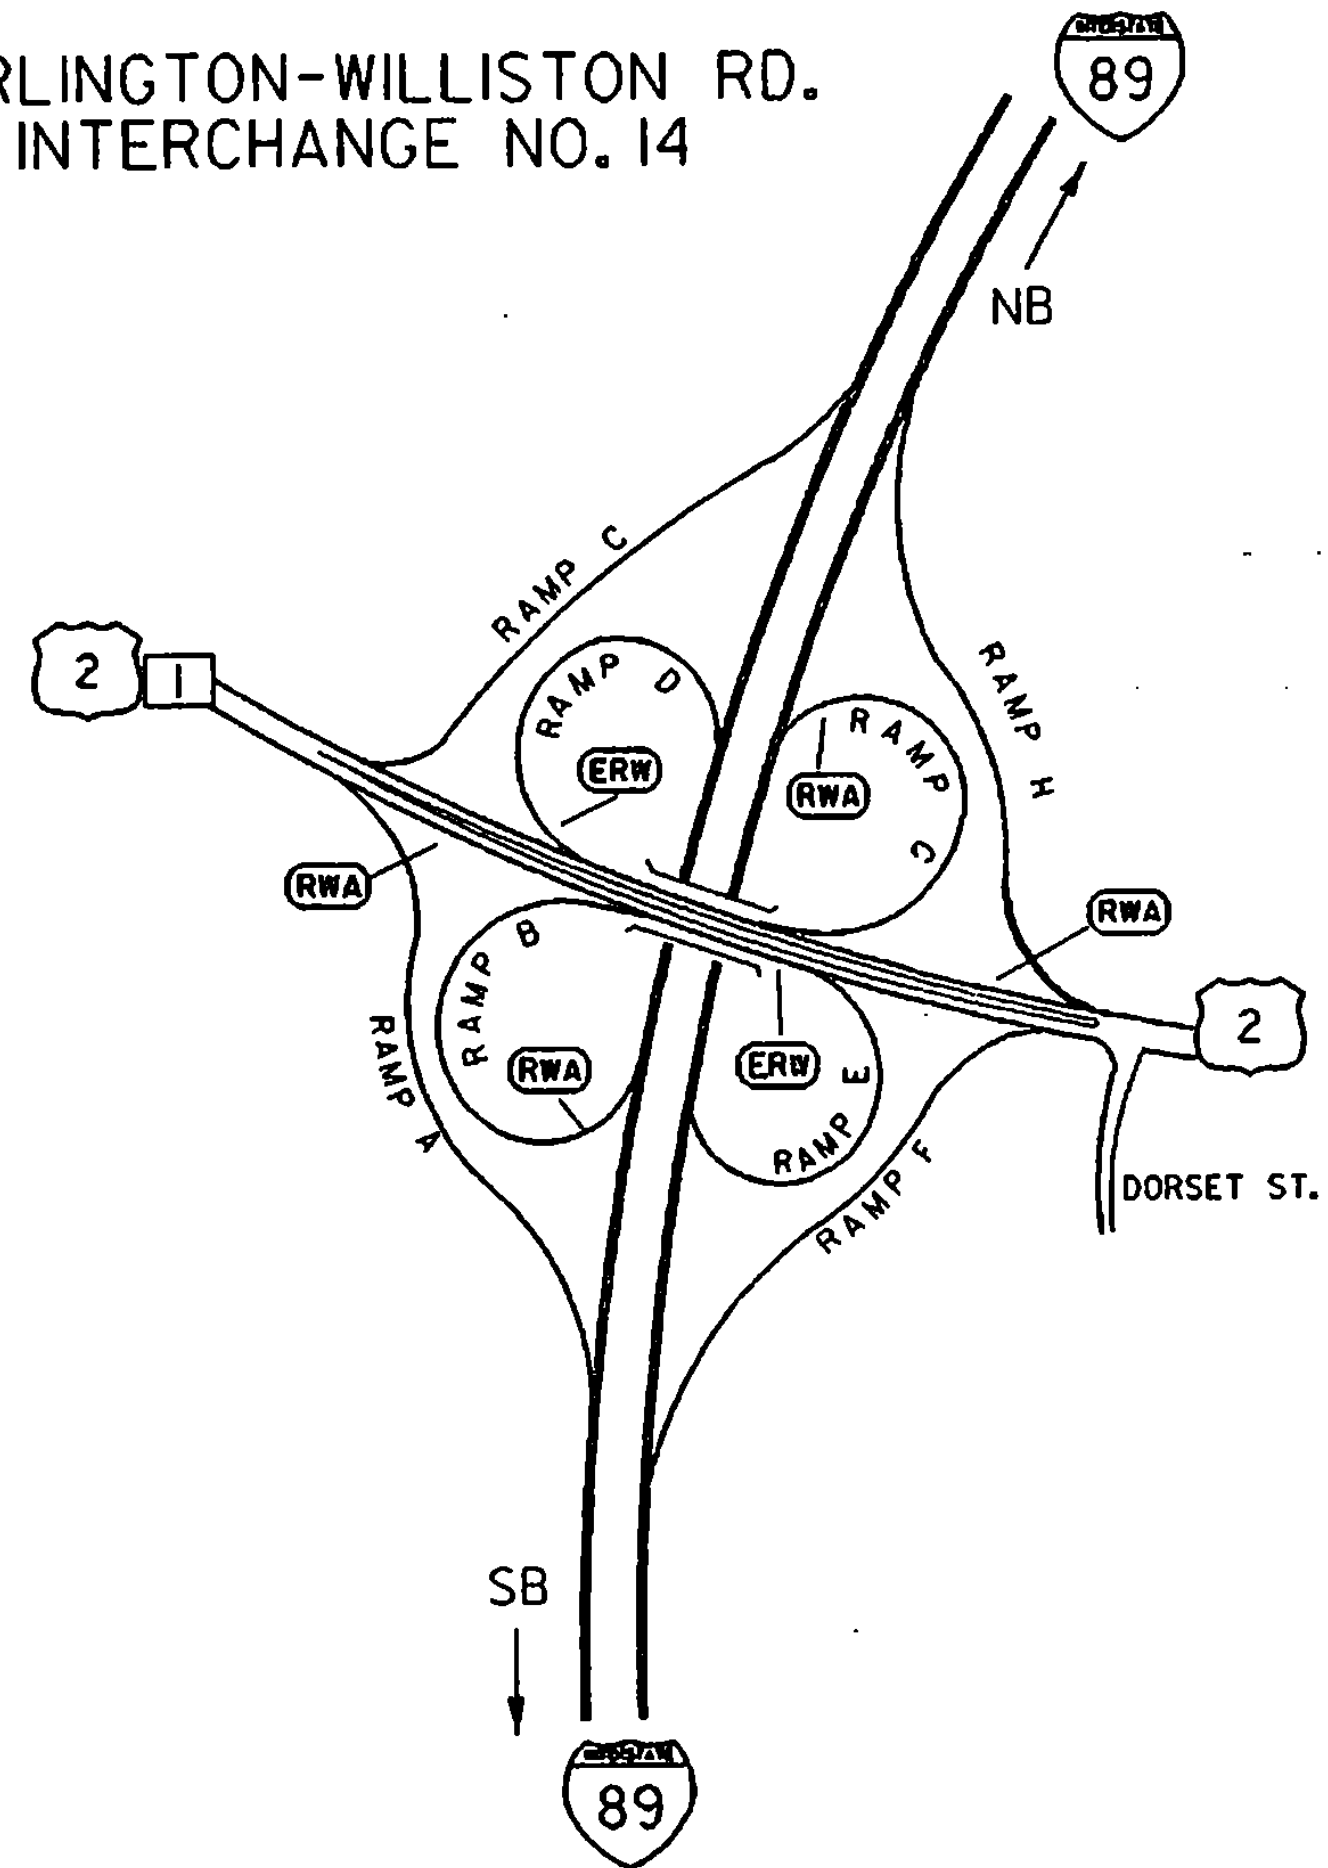 RLINGTON-WILLISTON RD.
INTERCHANGE NO. 14
89
NB
RAMP C
RAMP H
2
1
RAMP D
ERW
RAMP C
RWA
RWA
RWA
RAMP B
2
RAMP A
RWA
ERW
RAMP E
RAMP F
DORSET ST.
SB
89